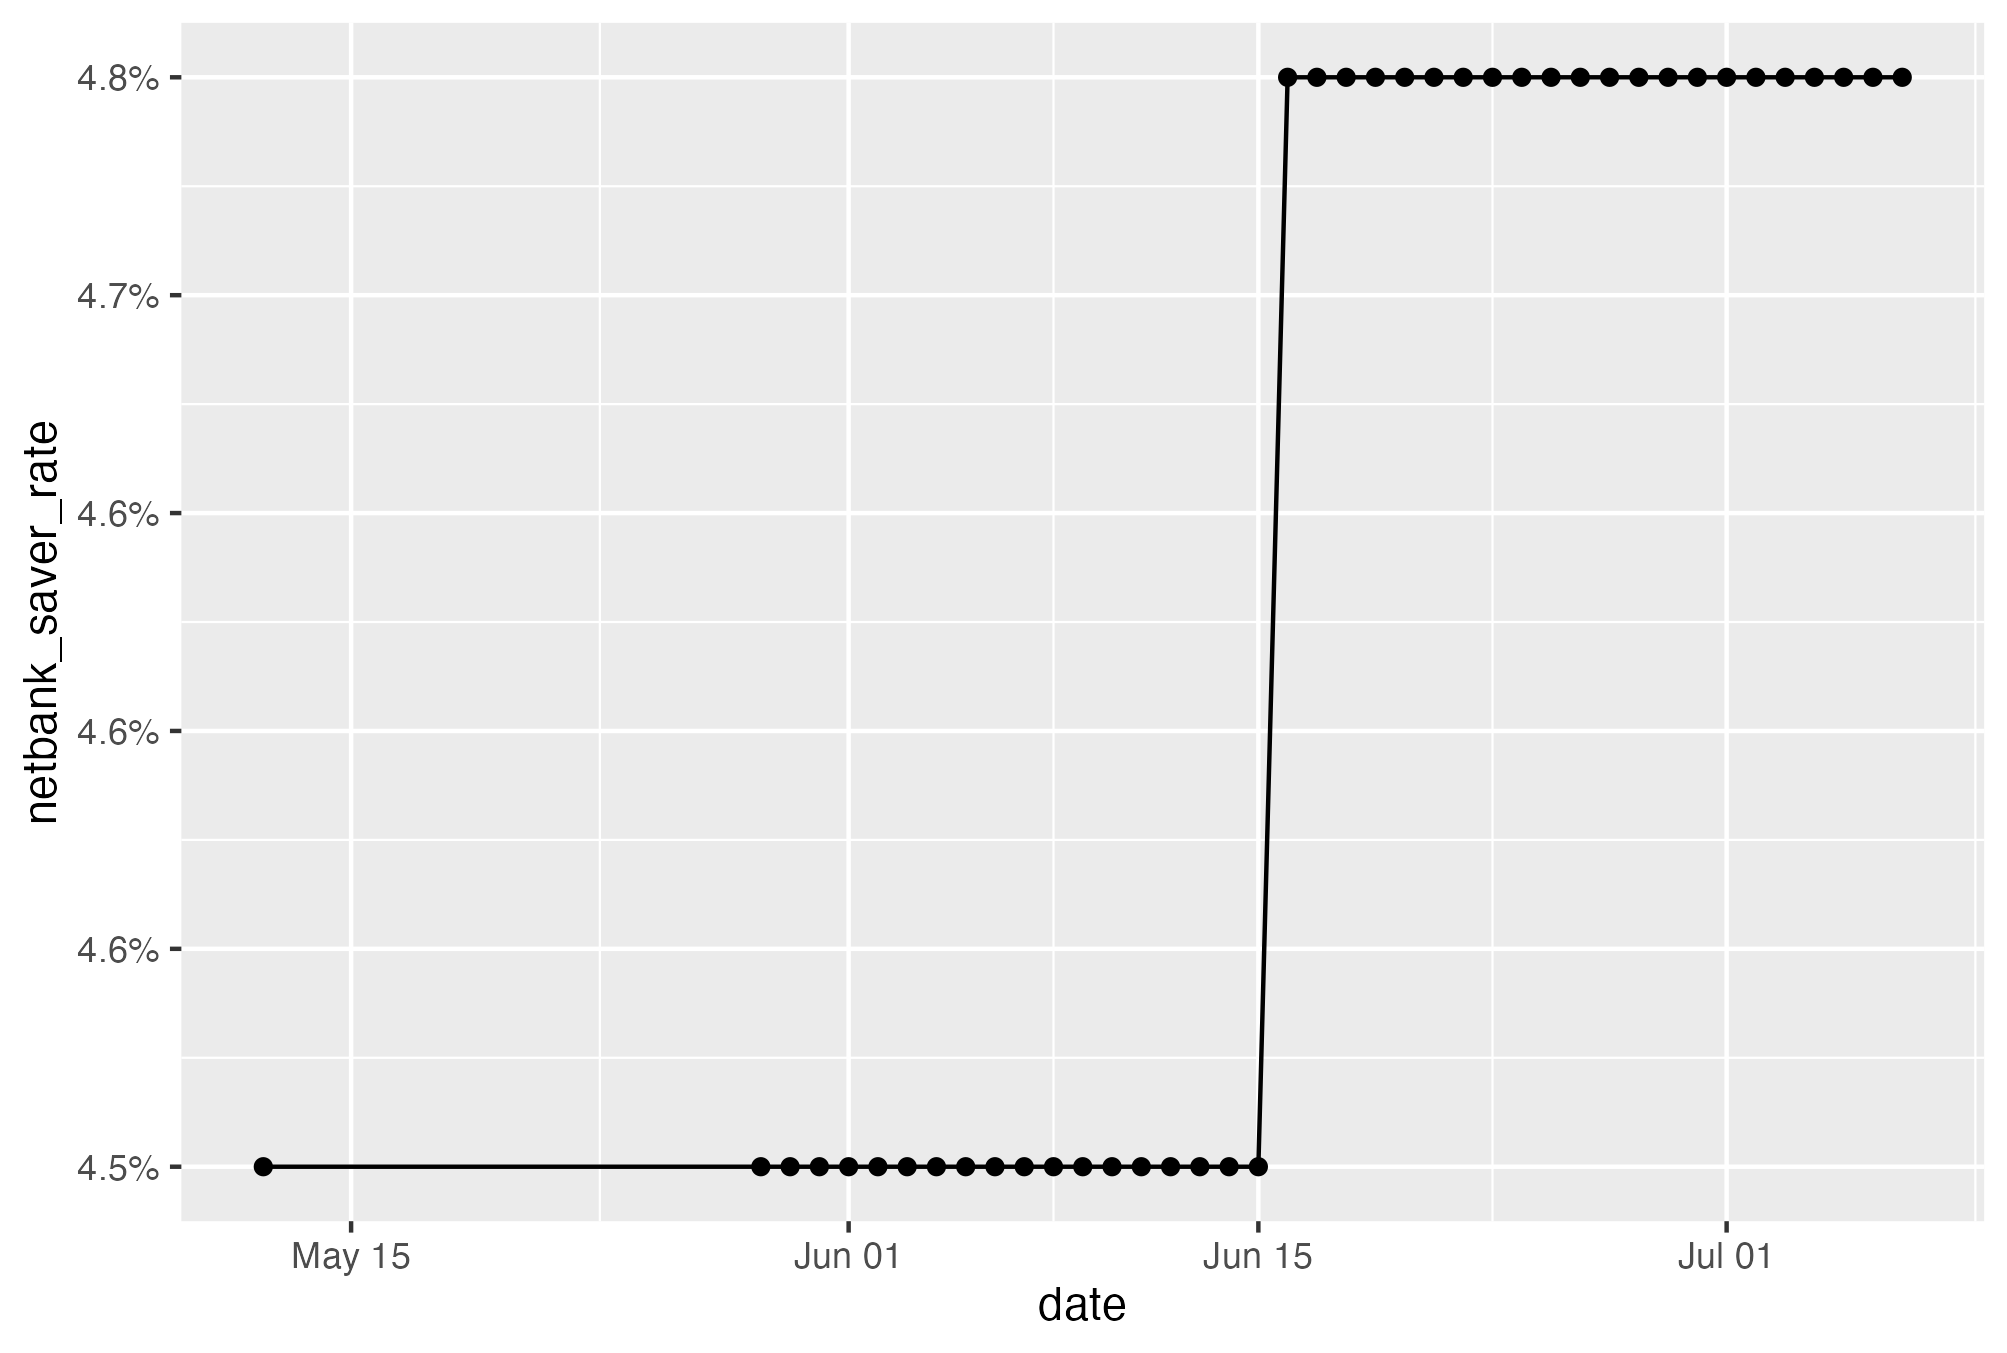 netbank_saver_rate
4.8%
4.7%
4.6%
4.6%
4.6%
4.5%
May 15
Jun 01
Jun 15
Jul 01
date